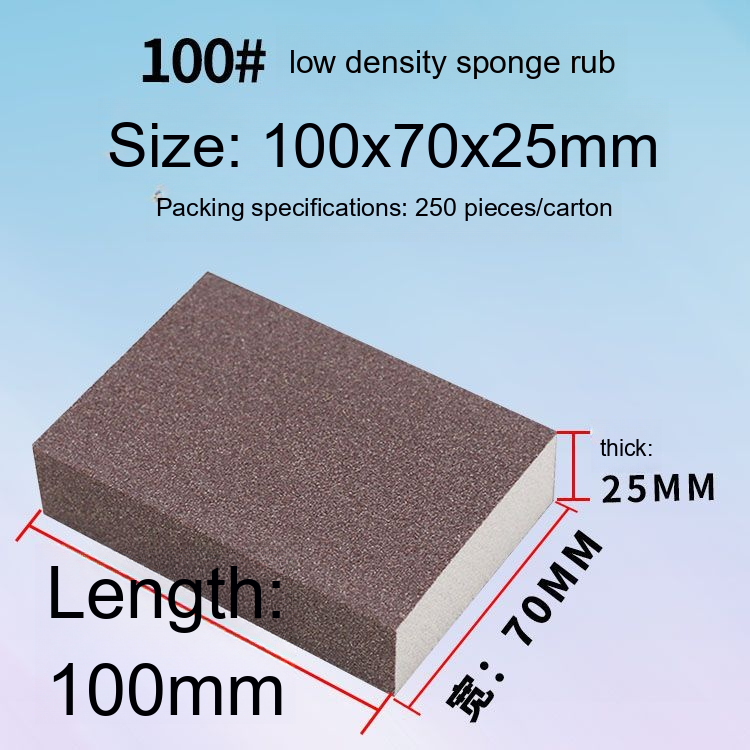 100# low density sponge rub
Size: 100x70x25mm
Packing specifications: 250 pieces/carton
thick:
25MM
宽：70MM
Length:
100mm